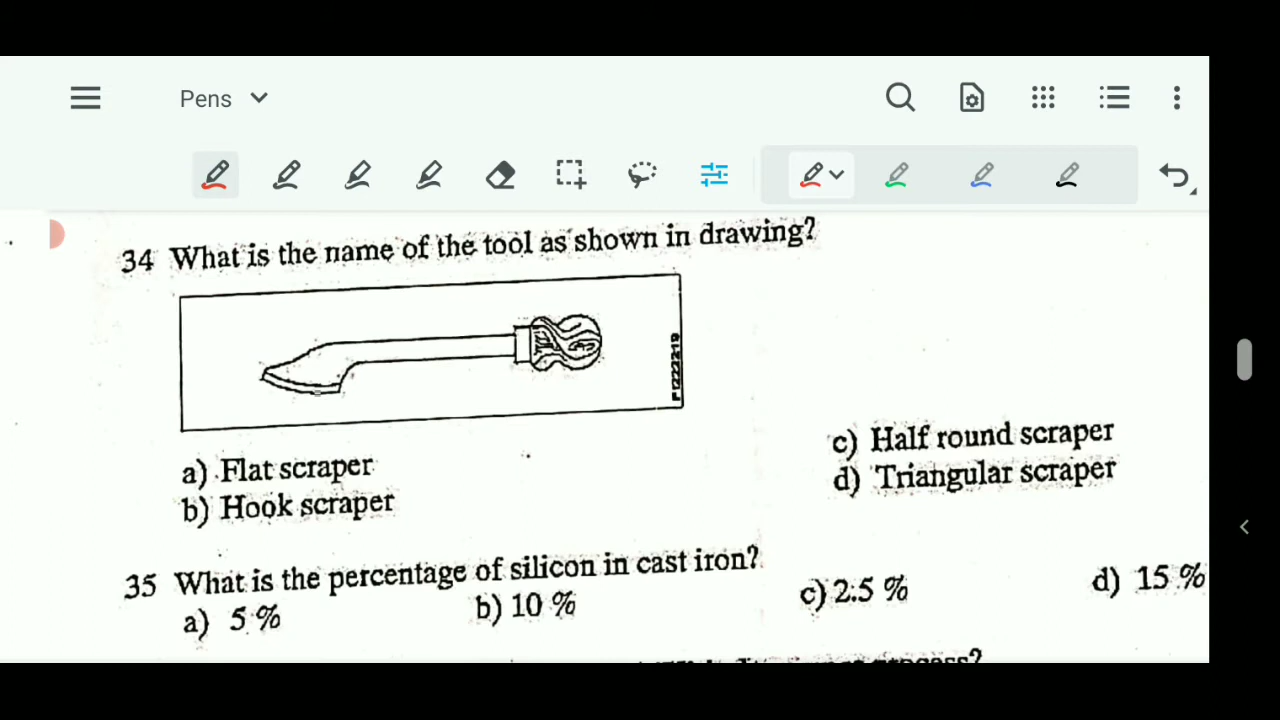 Pens
34 What is the name of the tool as shown in drawing?
a) Flat scraper
b) Hook scraper
c) Half round scraper
d) Triangular scraper
35 What is the percentage of silicon in cast iron?
a) 5 % b) 10 % c) 2.5 % d) 15 %
process?